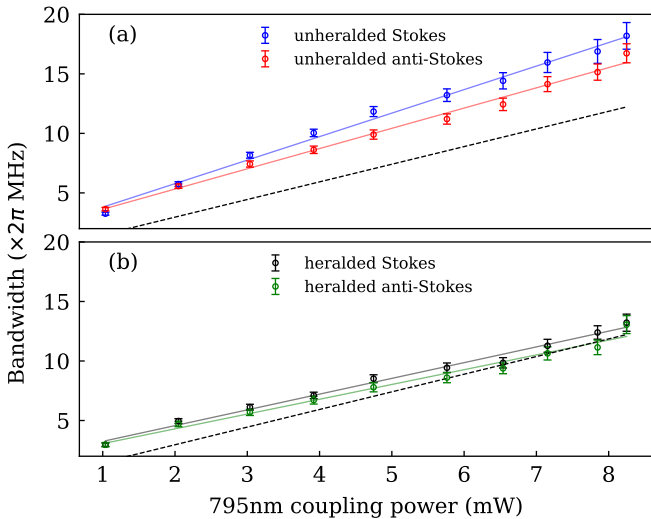 20
(a)
unheralded Stokes
unheralded anti-Stokes
15
10
5
20
(b)
heralded Stokes
heralded anti-Stokes
15
10
5
Bandwidth (×2π MHz)
1 2 3 4 5 6 7 8
795nm coupling power (mW)